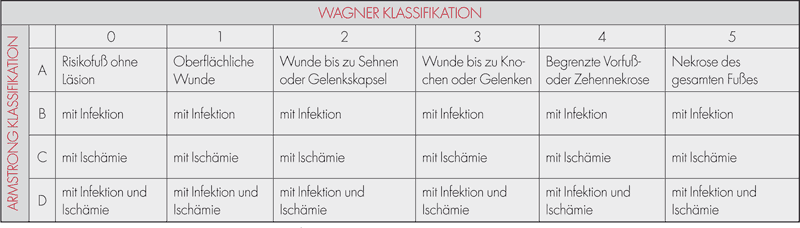 WAGNER KLASSIFIKATION
ARMSTRONG KLASSIFIKATION
0 1 2 3 4 5
A
Risikofuß ohne
Läsion
Oberflächliche
Wunde
Wunde bis zu Sehnen
oder Gelenkskapsel
Wunde bis zu Kno-
chen oder Gelenken
Begrenzte Vorfuß-
oder Zehennekrose
Nekrose des
gesamten Fußes
B
mit Infektion
mit Infektion
mit Infektion
mit Infektion
mit Infektion
mit Infektion
C
mit Ischämie
mit Ischämie
mit Ischämie
mit Ischämie
mit Ischämie
mit Ischämie
D
mit Infektion und
Ischämie
mit Infektion und
Ischämie
mit Infektion und
Ischämie
mit Infektion und
Ischämie
mit Infektion und
Ischämie
mit Infektion und
Ischämie